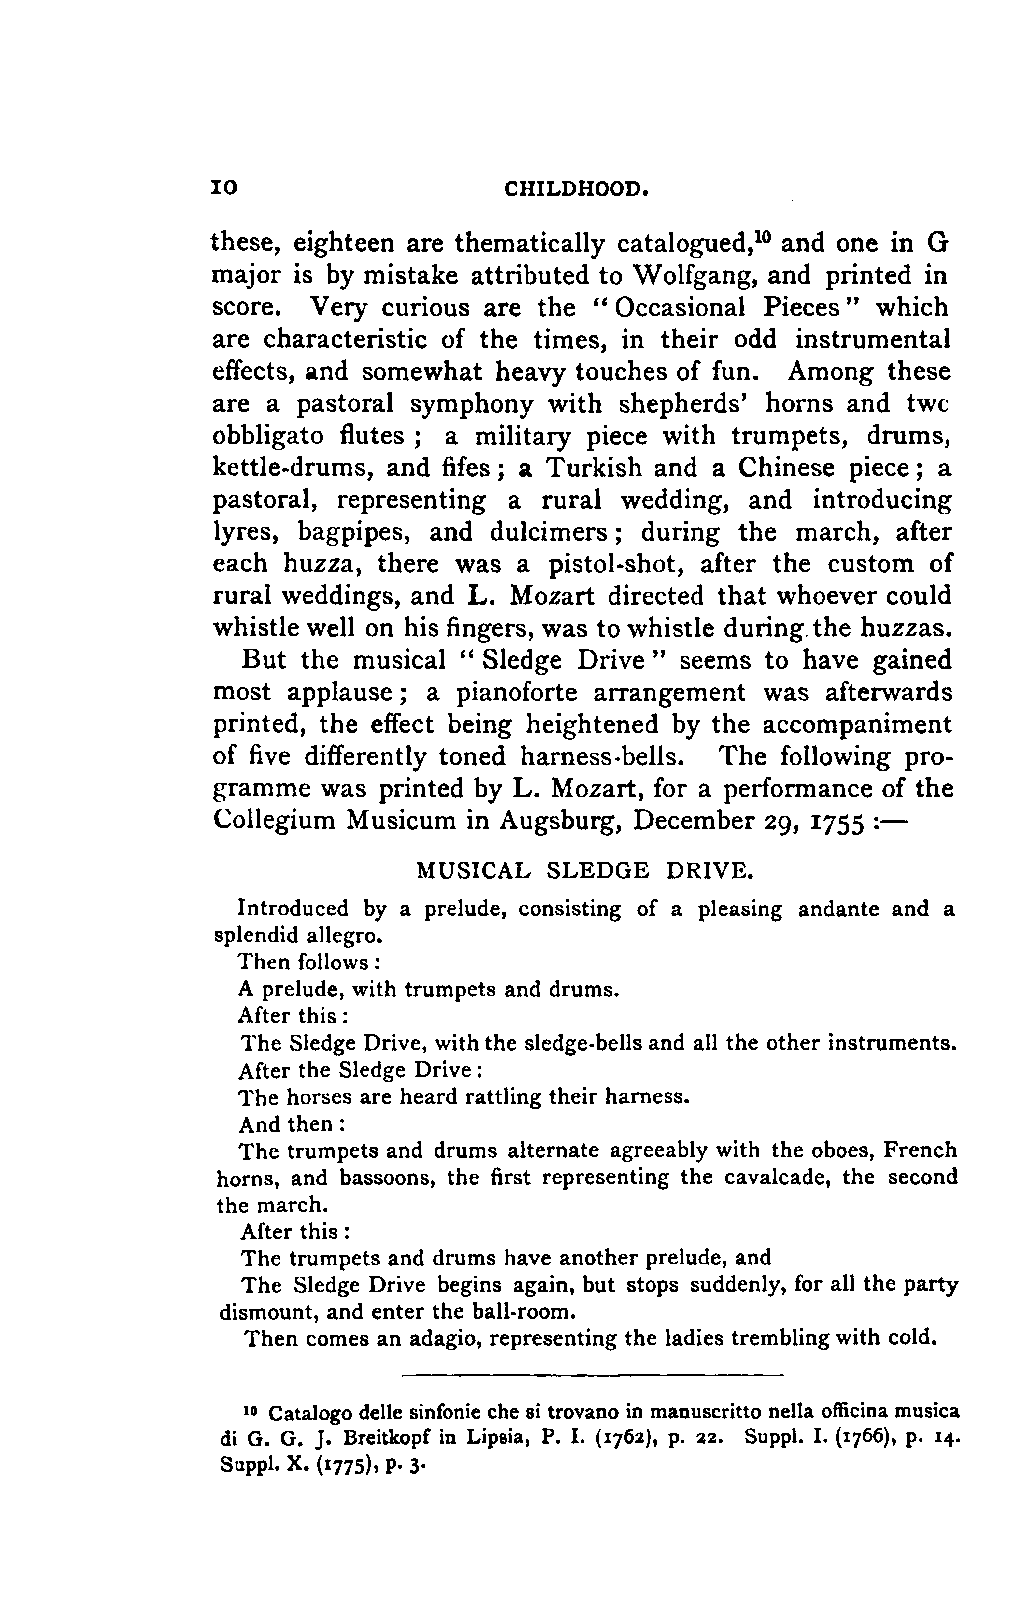 10 CHILDHOOD.
these, eighteen are thematically catalogued,¹⁰ and one in G
major is by mistake attributed to Wolfgang, and printed in
score. Very curious are the “Occasional Pieces” which
are characteristic of the times, in their odd instrumental
effects, and somewhat heavy touches of fun. Among these
are a pastoral symphony with shepherds’ horns and two
obbligato flutes; a military piece with trumpets, drums,
kettle-drums, and fifes; a Turkish and a Chinese piece; a
pastoral, representing a rural wedding, and introducing
lyres, bagpipes, and dulcimers; during the march, after
each huzza, there was a pistol-shot, after the custom of
rural weddings, and L. Mozart directed that whoever could
whistle well on his fingers, was to whistle during the huzzas.
But the musical “Sledge Drive” seems to have gained
most applause; a pianoforte arrangement was afterwards
printed, the effect being heightened by the accompaniment
of five differently toned harness-bells. The following pro-
gramme was printed by L. Mozart, for a performance of the
Collegium Musicum in Augsburg, December 29, 1755 :—
MUSICAL SLEDGE DRIVE.
Introduced by a prelude, consisting of a pleasing andante and a
splendid allegro.
Then follows:
A prelude, with trumpets and drums.
After this:
The Sledge Drive, with the sledge-bells and all the other instruments.
After the Sledge Drive:
The horses are heard rattling their harness.
And then:
The trumpets and drums alternate agreeably with the oboes, French
horns, and bassoons, the first representing the cavalcade, the second
the march.
After this:
The trumpets and drums have another prelude, and
The Sledge Drive begins again, but stops suddenly, for all the party
dismount, and enter the ball-room.
Then comes an adagio, representing the ladies trembling with cold.
¹⁰ Catalogo delle sinfonie che si trovano in manuscritto nella officina musica
di G. G. J. Breitkopf in Lipsia, P. I. (1762), p. 22. Suppl. I. (1766), p. 14.
Suppl. X. (1775), p. 3.